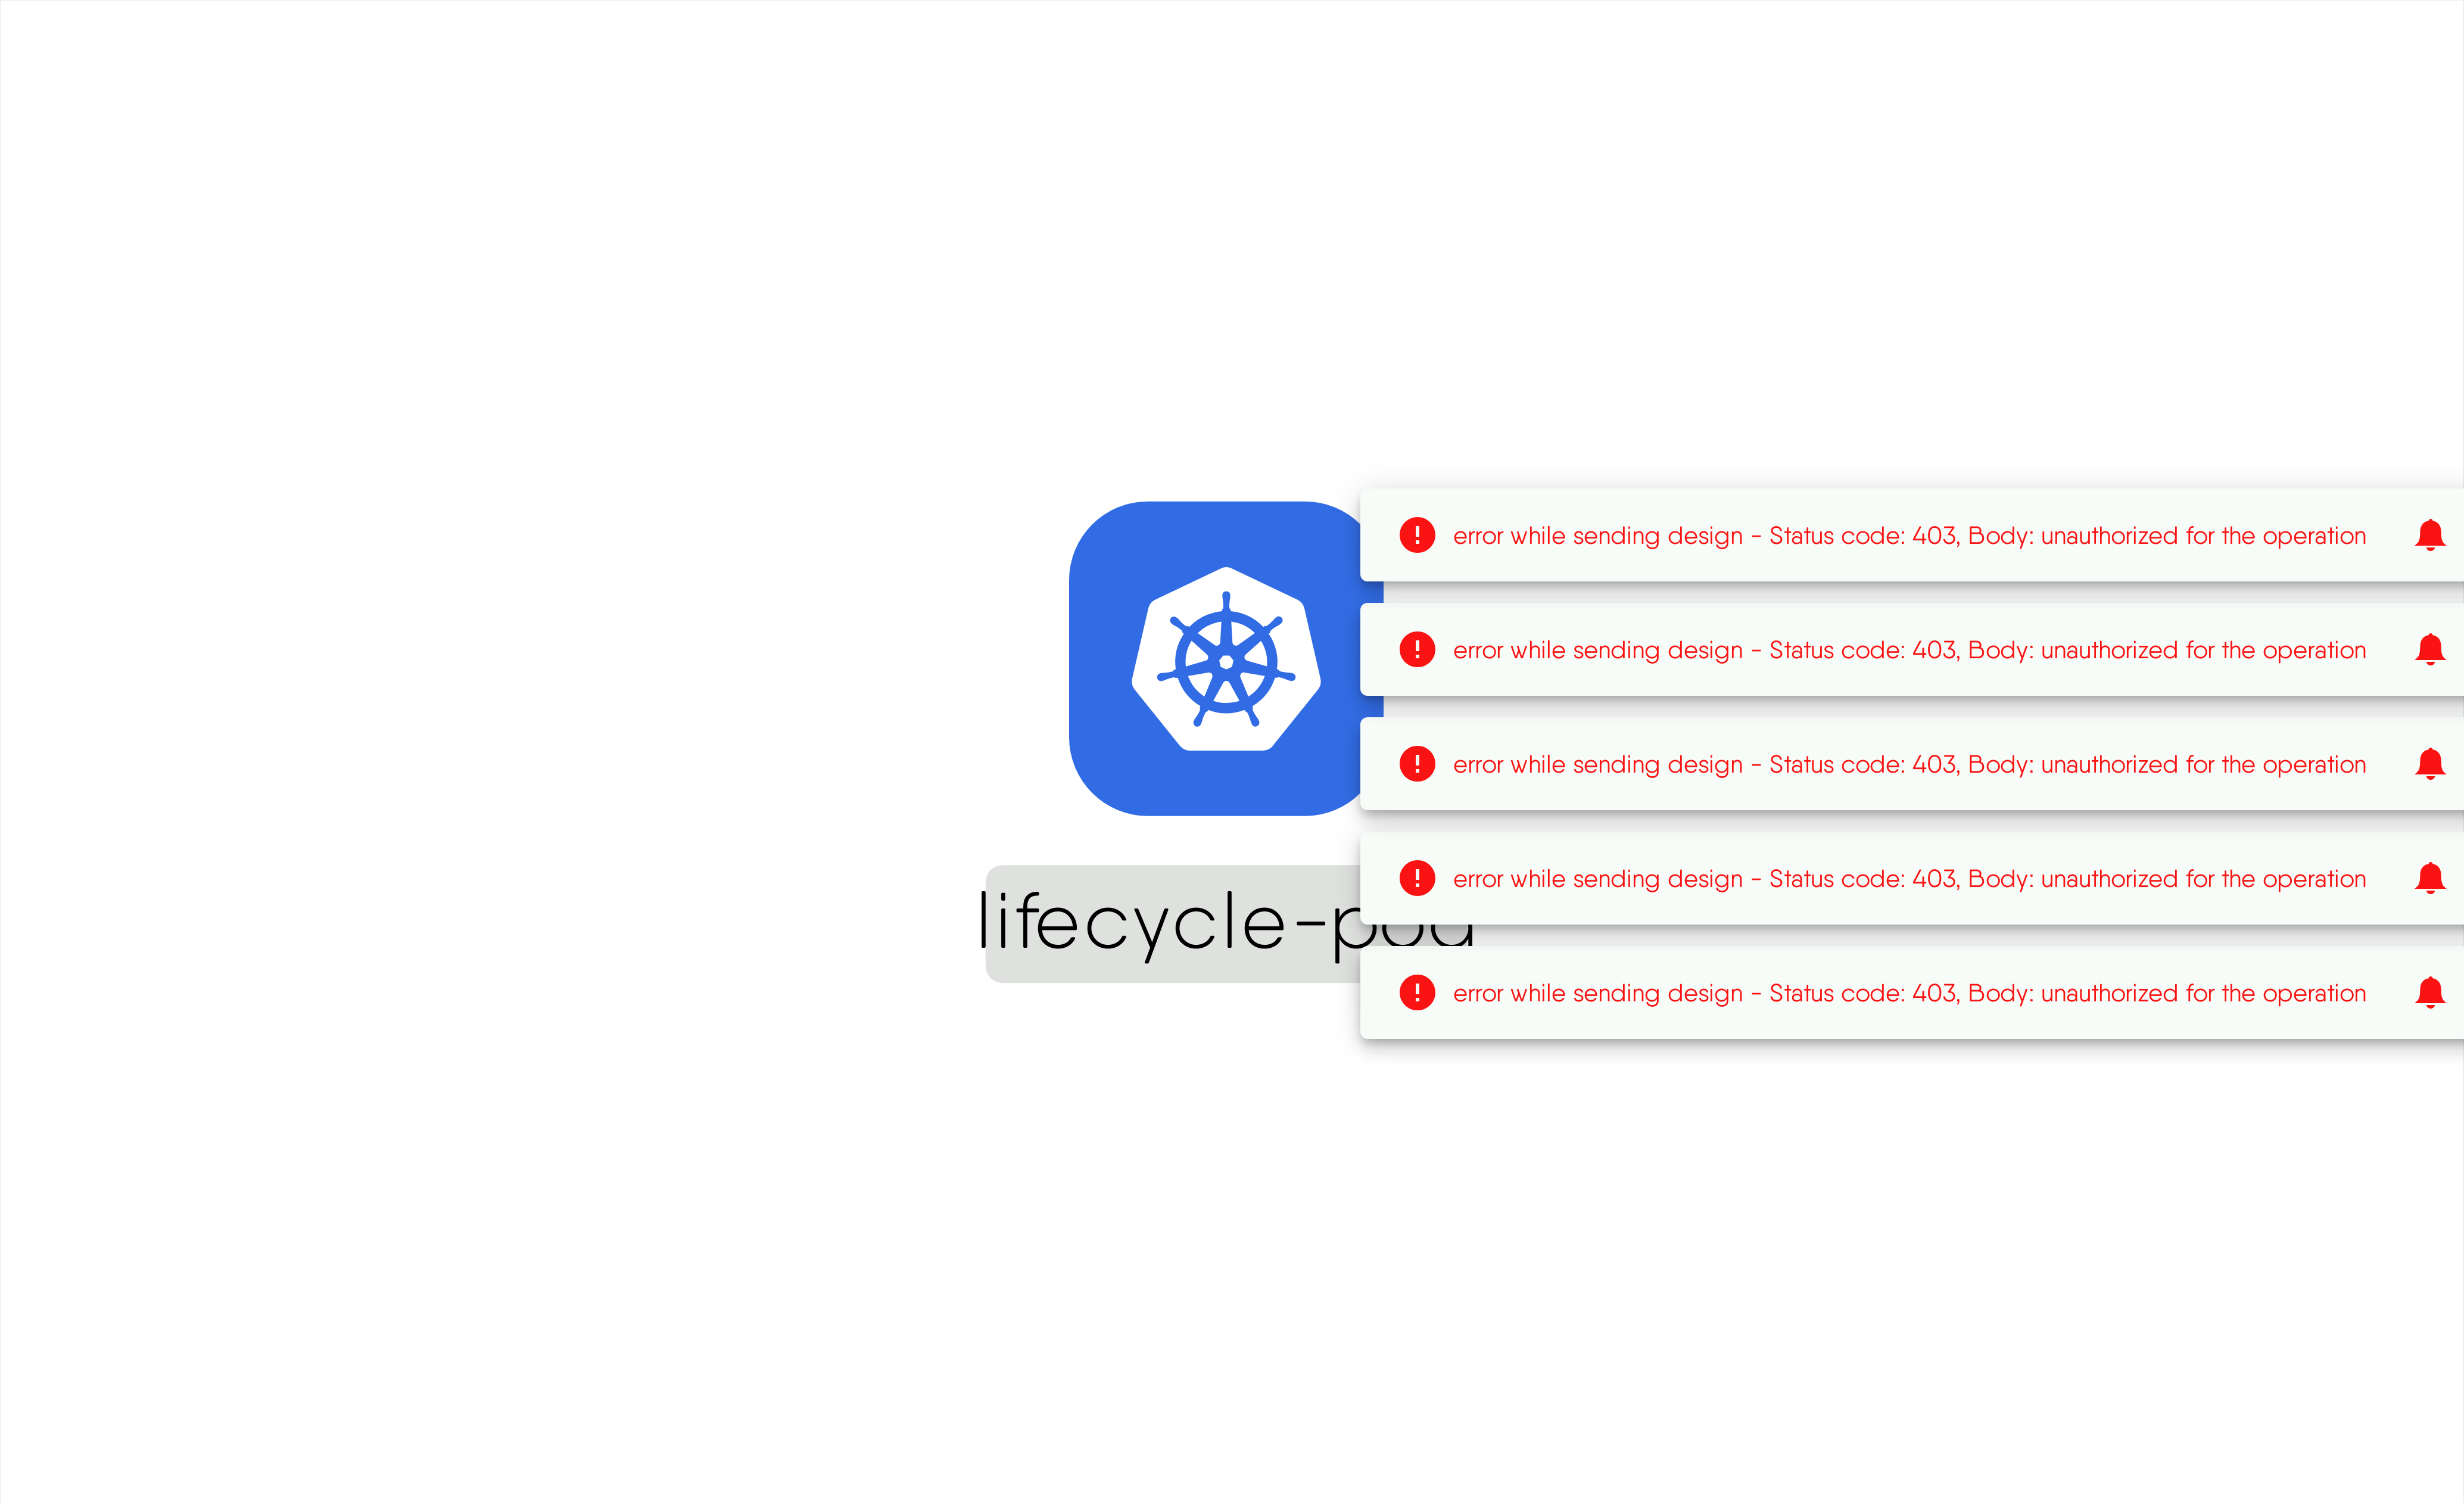 error while sending design - Status code: 403, Body: unauthorized for the operation
error while sending design - Status code: 403, Body: unauthorized for the operation
error while sending design - Status code: 403, Body: unauthorized for the operation
error while sending design - Status code: 403, Body: unauthorized for the operation
lifecycle-pod
error while sending design - Status code: 403, Body: unauthorized for the operation